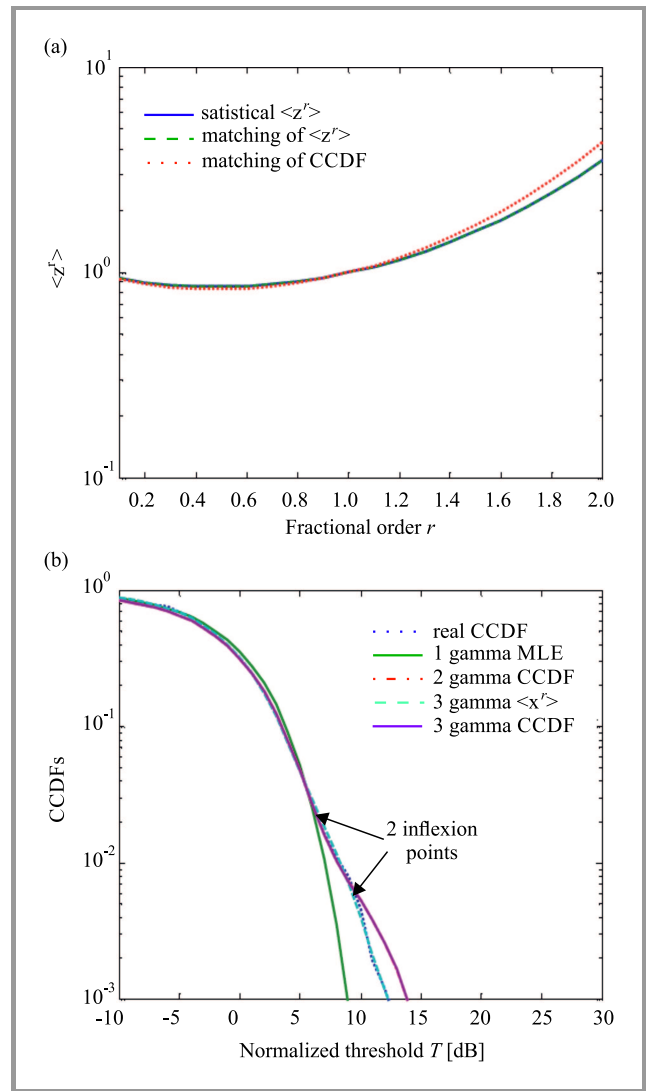 (a)
10^1
satistical <z^r>
matching of <z^r>
matching of CCDF
<z^r>
10^0
10^-1
0.2 0.4 0.6 0.8 1.0 1.2 1.4 1.6 1.8 2.0
Fractional order r
(b)
10^0
real CCDF
1 gamma MLE
2 gamma CCDF
3 gamma <x^r>
3 gamma CCDF
10^-1
CCDFs
2 inflexion
points
10^-2
10^-3
-10 -5 0 5 10 15 20 25 30
Normalized threshold T [dB]